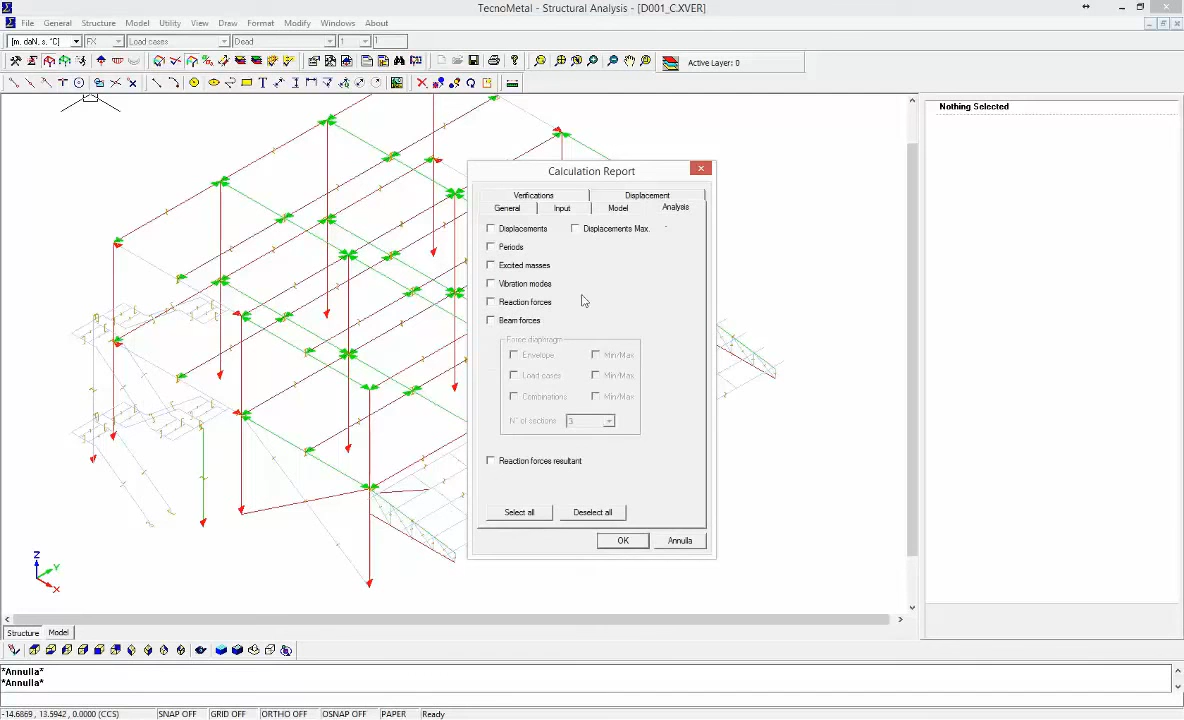 TecnoMetal - Structural Analysis - [D001_C.XVER]
File General Structure Model Utility View Draw Format Modify Windows About
[m. daN, s. °C] FX Load cases Dead 1 1
Active Layer: 0
Nothing Selected
Calculation Report
Verifications Displacement
General Input Model Analysis
Displacements Displacements Max.
Periods
Excited masses
Vibration modes
Reaction forces
Beam forces
Force diaphragms
Envelope Min/Max
Load cases Min/Max
Combinations Min/Max
N° of sections 3
Reaction forces resultant
Select all Deselect all
OK Annulla
Z
Y
X
Structure Model
*Annulla*
*Annulla*
-14.6869 , 13.5942 , 0.0000 (CCS) SNAP OFF GRID OFF ORTHO OFF OSNAP OFF PAPER Ready